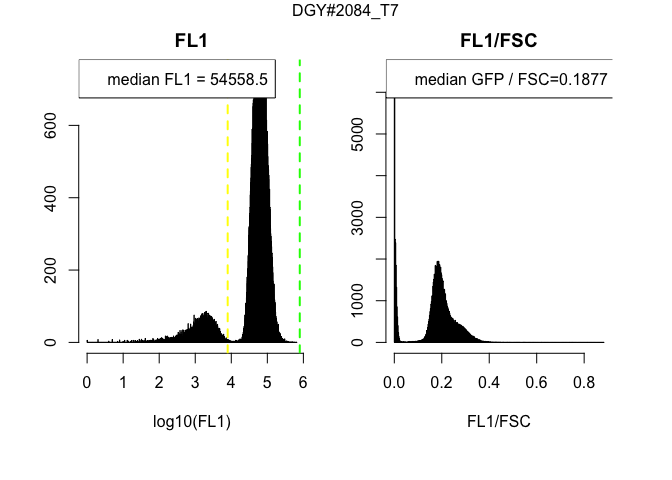 DGY#2084_T7
FL1
median FL1 = 54558.5
600
400
200
0
0 1 2 3 4 5 6
log10(FL1)
FL1/FSC
median GFP / FSC=0.1877
5000
3000
1000
0
0.0 0.2 0.4 0.6 0.8
FL1/FSC